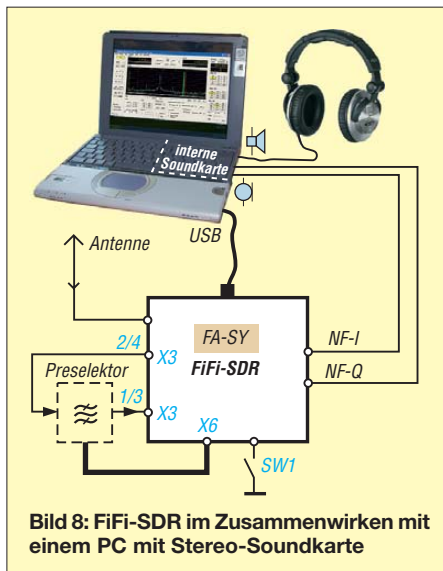 interne
Soundkarte
USB
Antenne
FA-SY
FiFi-SDR
2/4
X3
Preselektor
1/3
X3
X6
NF-I
NF-Q
SW1
Bild 8: FiFi-SDR im Zusammenwirken mit
einem PC mit Stereo-Soundkarte